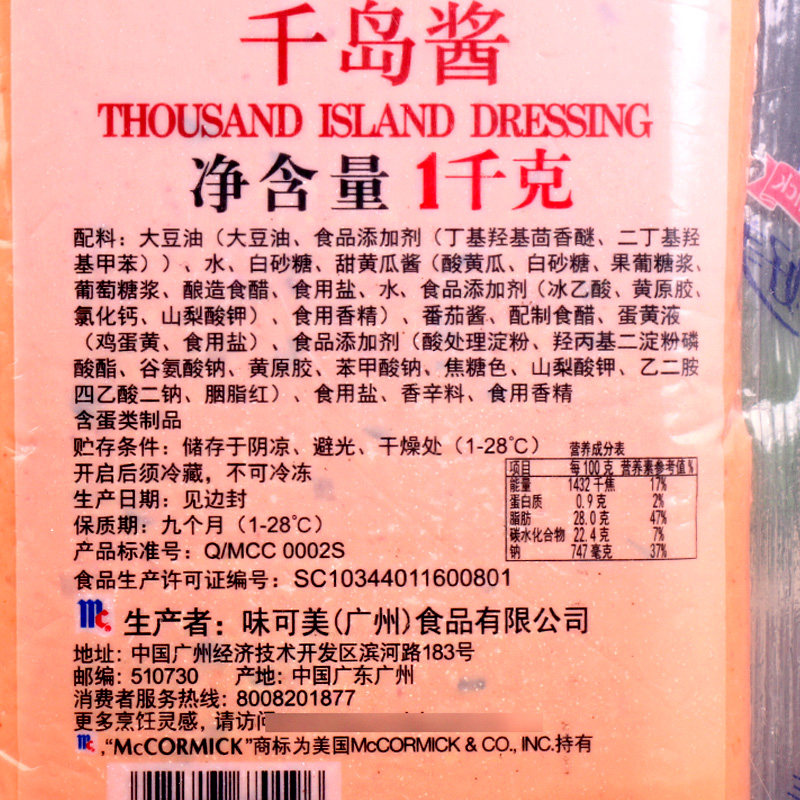 千岛酱
THOUSAND ISLAND DRESSING
净含量 1千克
配料：大豆油（大豆油、食品添加剂（丁基羟基茴香醚、二丁基羟
基甲苯））、水、白砂糖、甜黄瓜酱（酸黄瓜、白砂糖、果葡糖浆、
葡萄糖浆、酿造食醋、食用盐、水、食品添加剂（冰乙酸、黄原胶、
氯化钙、山梨酸钾）、食用香精）、番茄酱、配制食醋、蛋黄液
（鸡蛋黄、食用盐）、食品添加剂（酸处理淀粉、羟丙基二淀粉磷
酸酯、谷氨酸钠、黄原胶、苯甲酸钠、焦糖色、山梨酸钾、乙二胺
四乙酸二钠、胭脂红）、食用盐、香辛料、食用香精
含蛋类制品
贮存条件：储存于阴凉、避光、干燥处（1-28℃）
开启后须冷藏，不可冷冻
生产日期：见边封
保质期：九个月（1-28℃）
产品标准号：Q/MCC 0002S
食品生产许可证编号：SC10344011600801
营养成分表
项目 每100克 营养素参考值%
能量 1432千焦 17%
蛋白质 0.9克 2%
脂肪 28.0克 47%
碳水化合物 22.4克 7%
钠 747毫克 37%
Mc 生产者：味可美(广州)食品有限公司
地址：中国广州经济技术开发区滨河路183号
邮编：510730 产地：中国广东广州
消费者服务热线：8008201877
更多烹饪灵感，请访问
Mc,“McCORMICK”商标为美国McCORMICK & CO., INC.持有